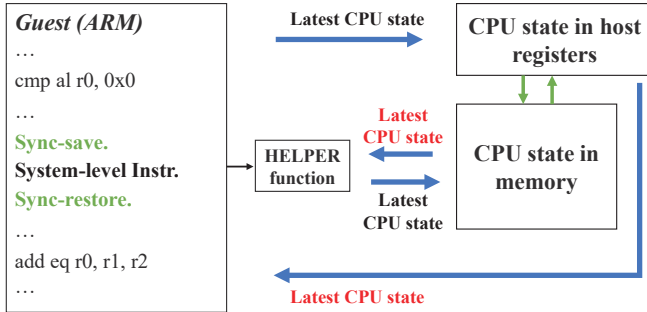 Guest (ARM)
…
cmp al r0, 0x0
…
Sync-save.
System-level Instr.
Sync-restore.
…
add eq r0, r1, r2
…
Latest CPU state
CPU state in host
registers
Latest
CPU state
HELPER
function
CPU state in
memory
Latest
CPU state
Latest CPU state